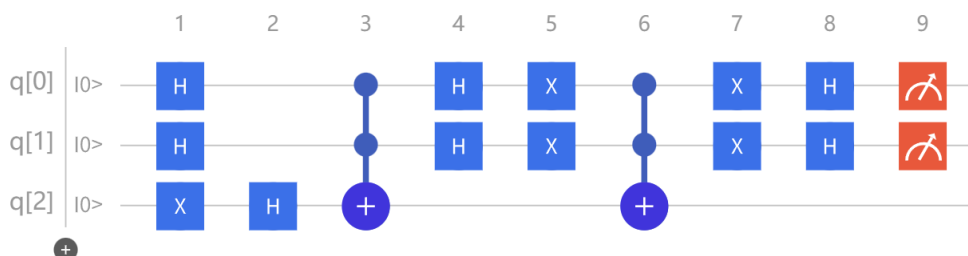 1 2 3 4 5 6 7 8 9
q[0] |0> H H X X H
q[1] |0> H H X X H
q[2] |0> X H + +
+